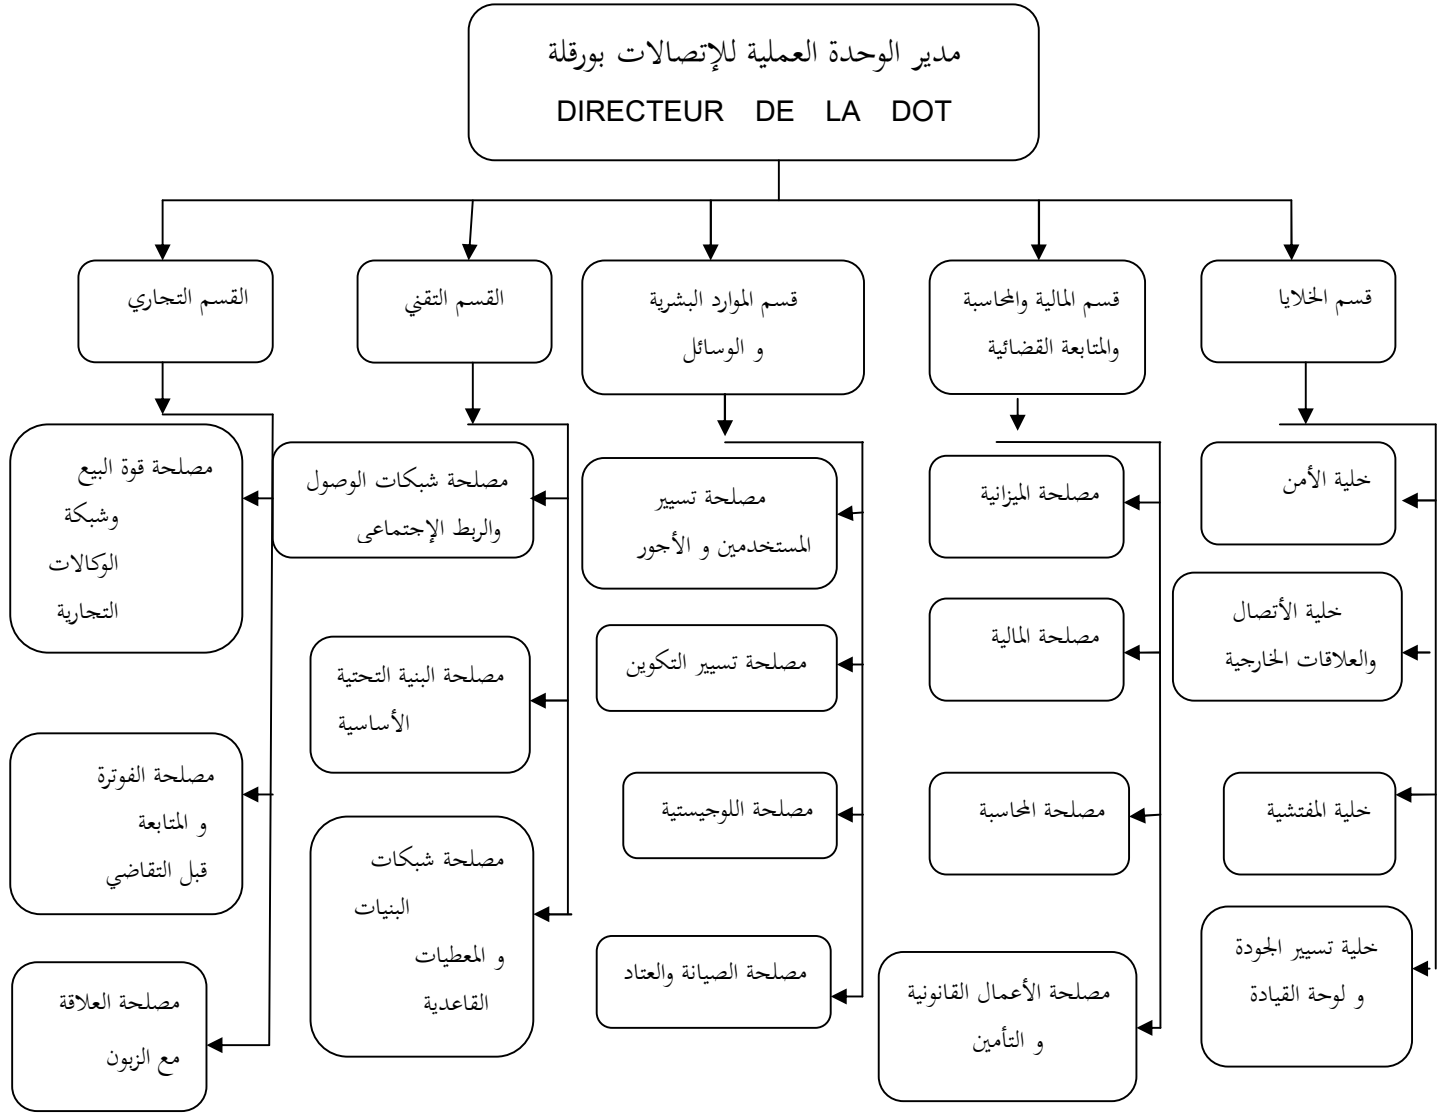 مدير الوحدة العملية للإتصالات بورقلة
DIRECTEUR DE LA DOT
قسم الخلايا
قسم المالية والمحاسبة
والمتابعة القضائية
قسم الموارد البشرية
و الوسائل
القسم التقني
القسم التجاري
خلية الأمن
خلية الأتصال
والعلاقات الخارجية
خلية المفتشية
خلية تسيير الجودة
و لوحة القيادة
مصلحة الميزانية
مصلحة المالية
مصلحة المحاسبة
مصلحة الأعمال القانونية
و التأمين
مصلحة تسيير
المستخدمين و الأجور
مصلحة تسيير التكوين
مصلحة اللوجيستية
مصلحة الصيانة والعتاد
مصلحة شبكات الوصول
والربط الإجتماعى
مصلحة البنية التحتية
الأساسية
مصلحة شبكات
البنيات
و المعطيات
القاعدية
مصلحة قوة البيع
وشبكة
الوكالات
التجارية
مصلحة الفوترة
و المتابعة
قبل التقاضي
مصلحة العلاقة
مع الزبون